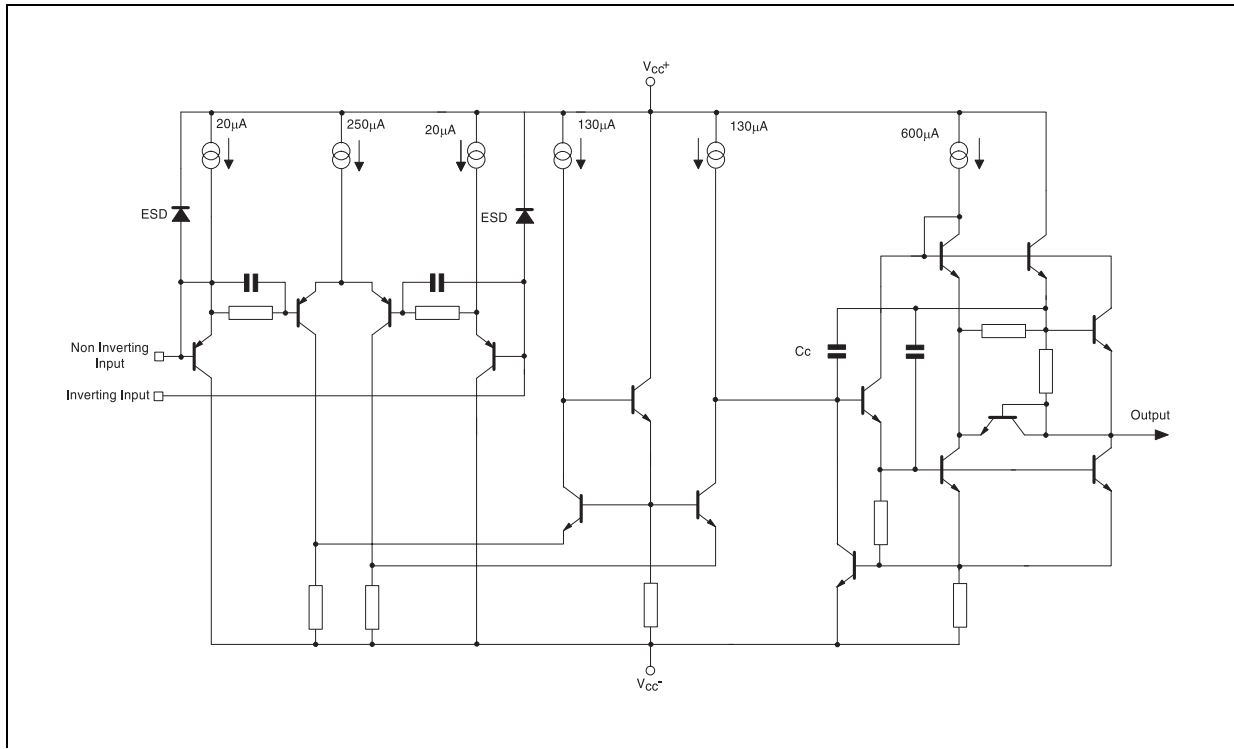 VCC+
20μA
250μA
20μA
130μA
130μA
600μA
ESD
ESD
Non Inverting
Input
Inverting Input
Cc
Output
VCC-